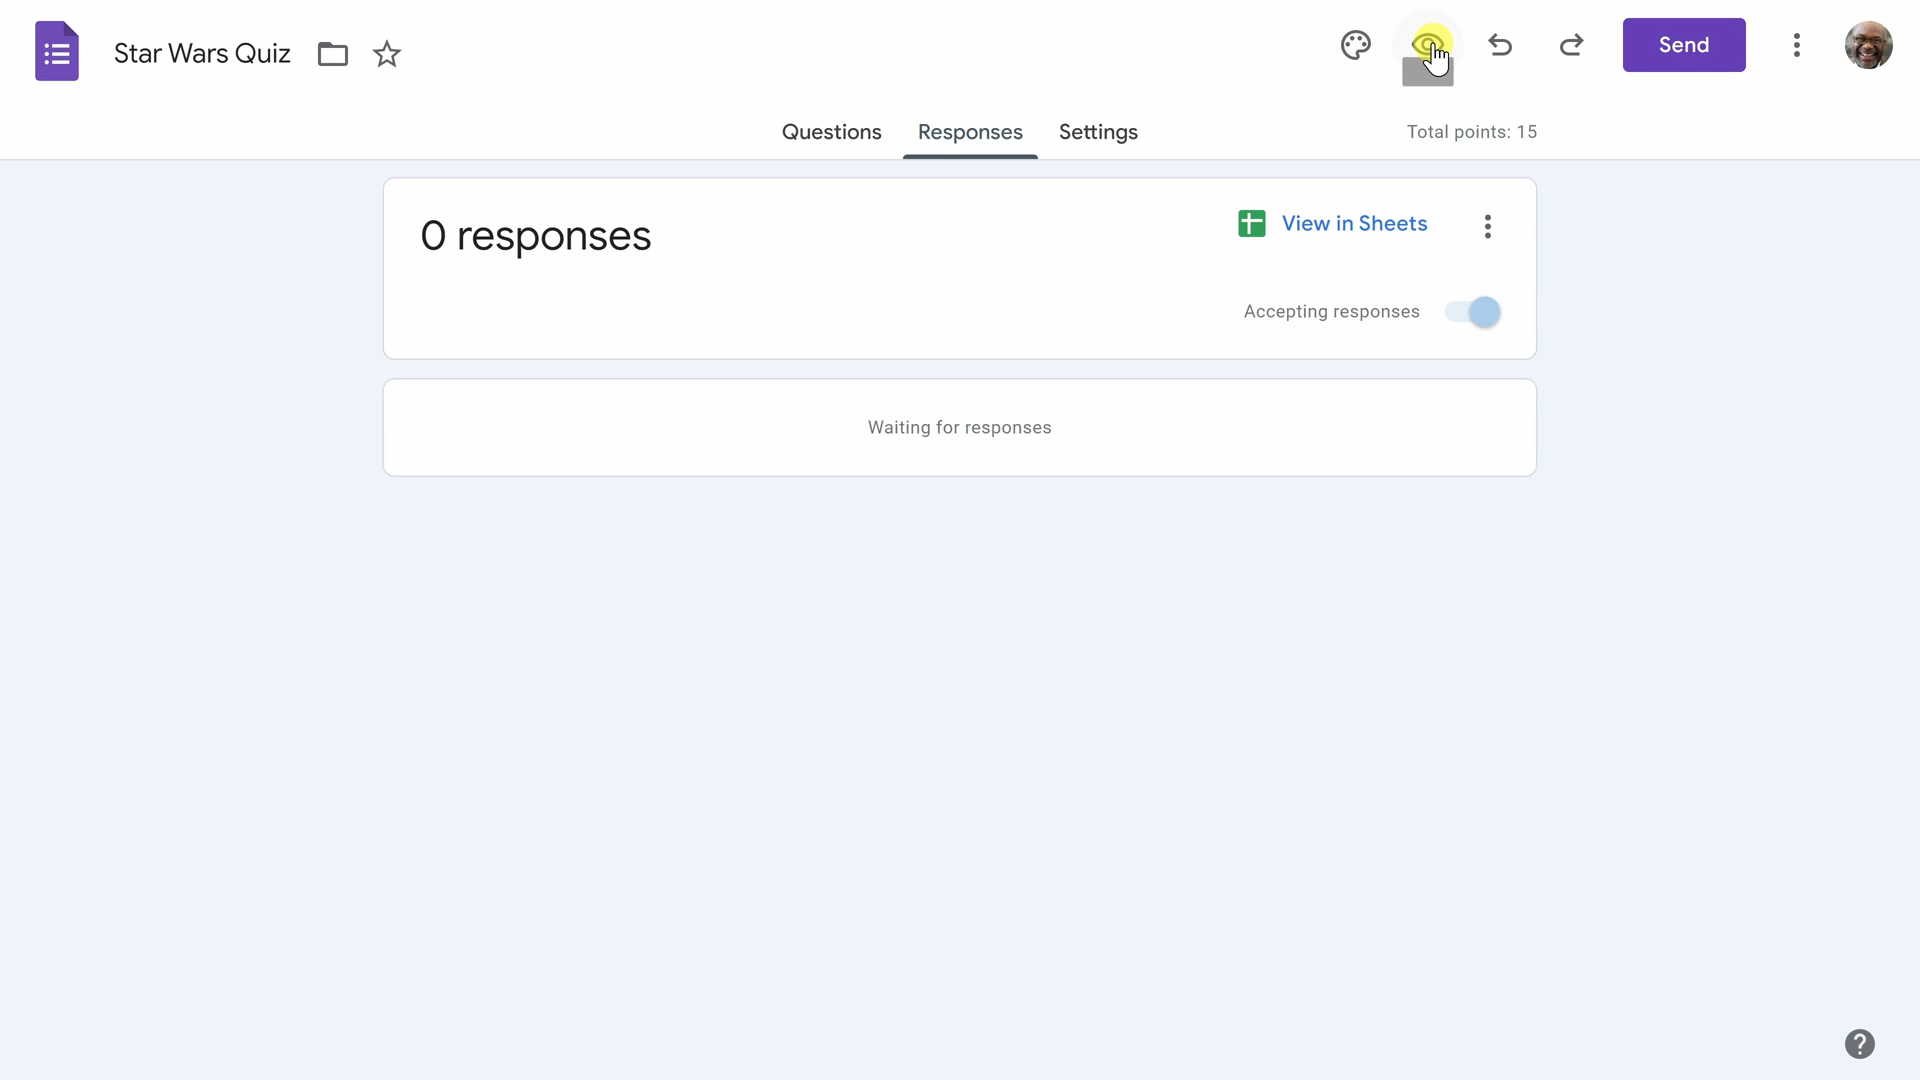 Star Wars Quiz
Send
Questions
Responses
Settings
Total points: 15
0 responses
View in Sheets
Accepting responses
Waiting for responses